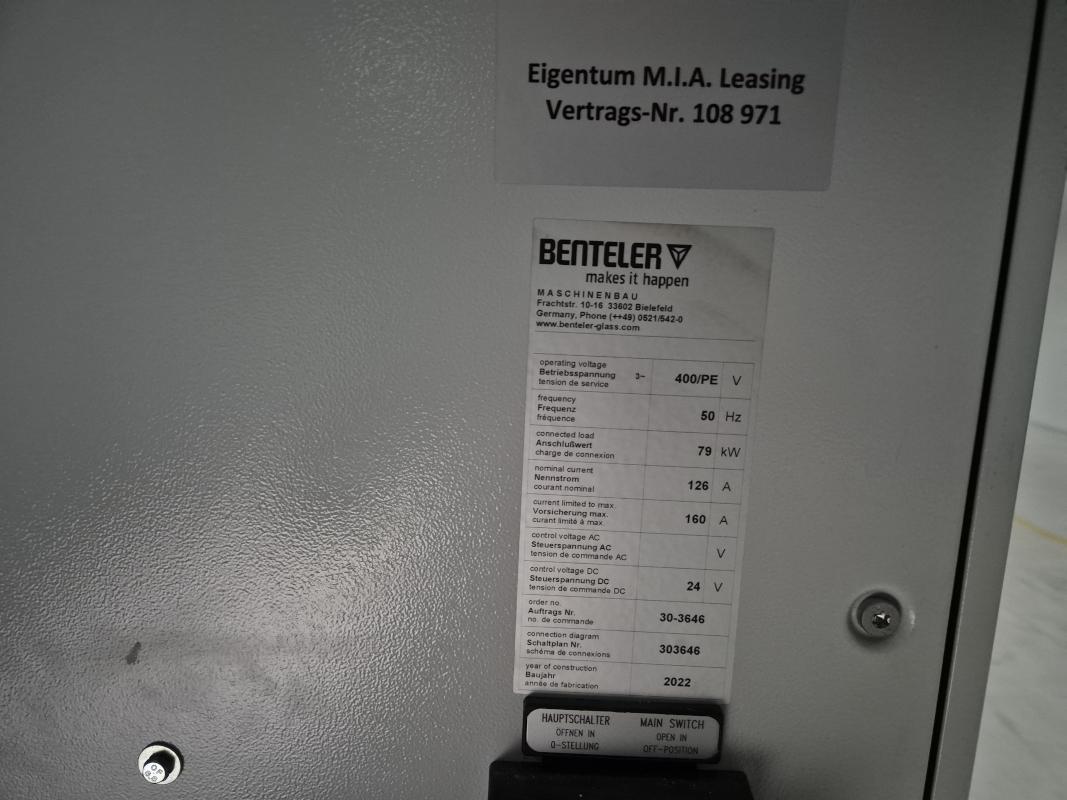 Eigentum M.I.A. Leasing
Vertrags-Nr. 108 971
BENTELER
makes it happen
MASCHINENBAU
Frachtstr. 10-16 33602 Bielefeld
Germany, Phone (++49) 0521/542-0
www.benteler-glass.com
operating voltage
Betriebsspannung 3~ 400/PE V
tension de service
frequency
Frequenz 50 Hz
fréquence
connected load
Anschlußwert 79 kW
charge de connexion
nominal current
Nennstrom 126 A
courant nominal
current limited to max.
Vorsicherung max. 160 A
curant limité à max.
control voltage AC
Steuerspannung AC V
tension de commande AC
control voltage DC
Steuerspannung DC 24 V
tension de commande DC
order no.
Auftrags Nr. 30-3646
no. de commande
connection diagram
Schaltplan Nr. 303646
schéma de connexions
year of construction
Baujahr 2022
année de fabrication
HAUPTSCHALTER MAIN SWITCH
ÖFFNEN IN OPEN IN
0-STELLUNG OFF-POSITION